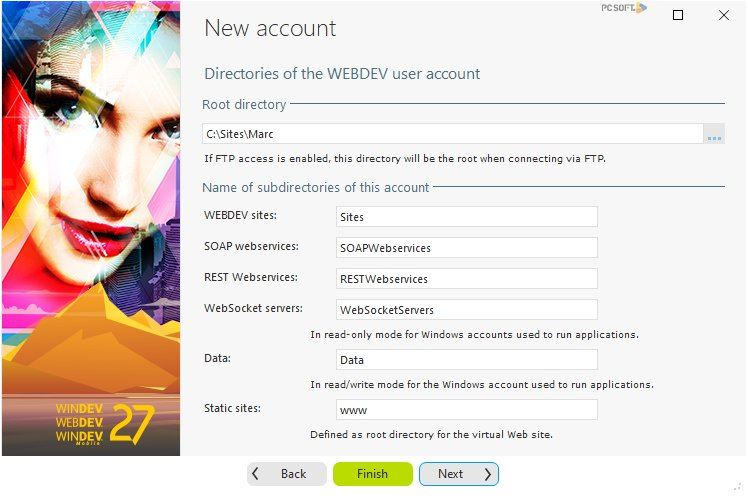 PC SOFT
New account
Directories of the WEBDEV user account
Root directory
C:\Sites\Marc
...
If FTP access is enabled, this directory will be the root when connecting via FTP.
Name of subdirectories of this account
WEBDEV sites: Sites
SOAP webservices: SOAPWebservices
REST Webservices: RESTWebservices
WebSocket servers: WebSocketServers
In read-only mode for Windows accounts used to run applications.
Data: Data
In read/write mode for the Windows account used to run applications.
Static sites: www
Defined as root directory for the virtual Web site.
WINDEV
WEBDEV 27
WINDEV
Mobile
Back Finish Next